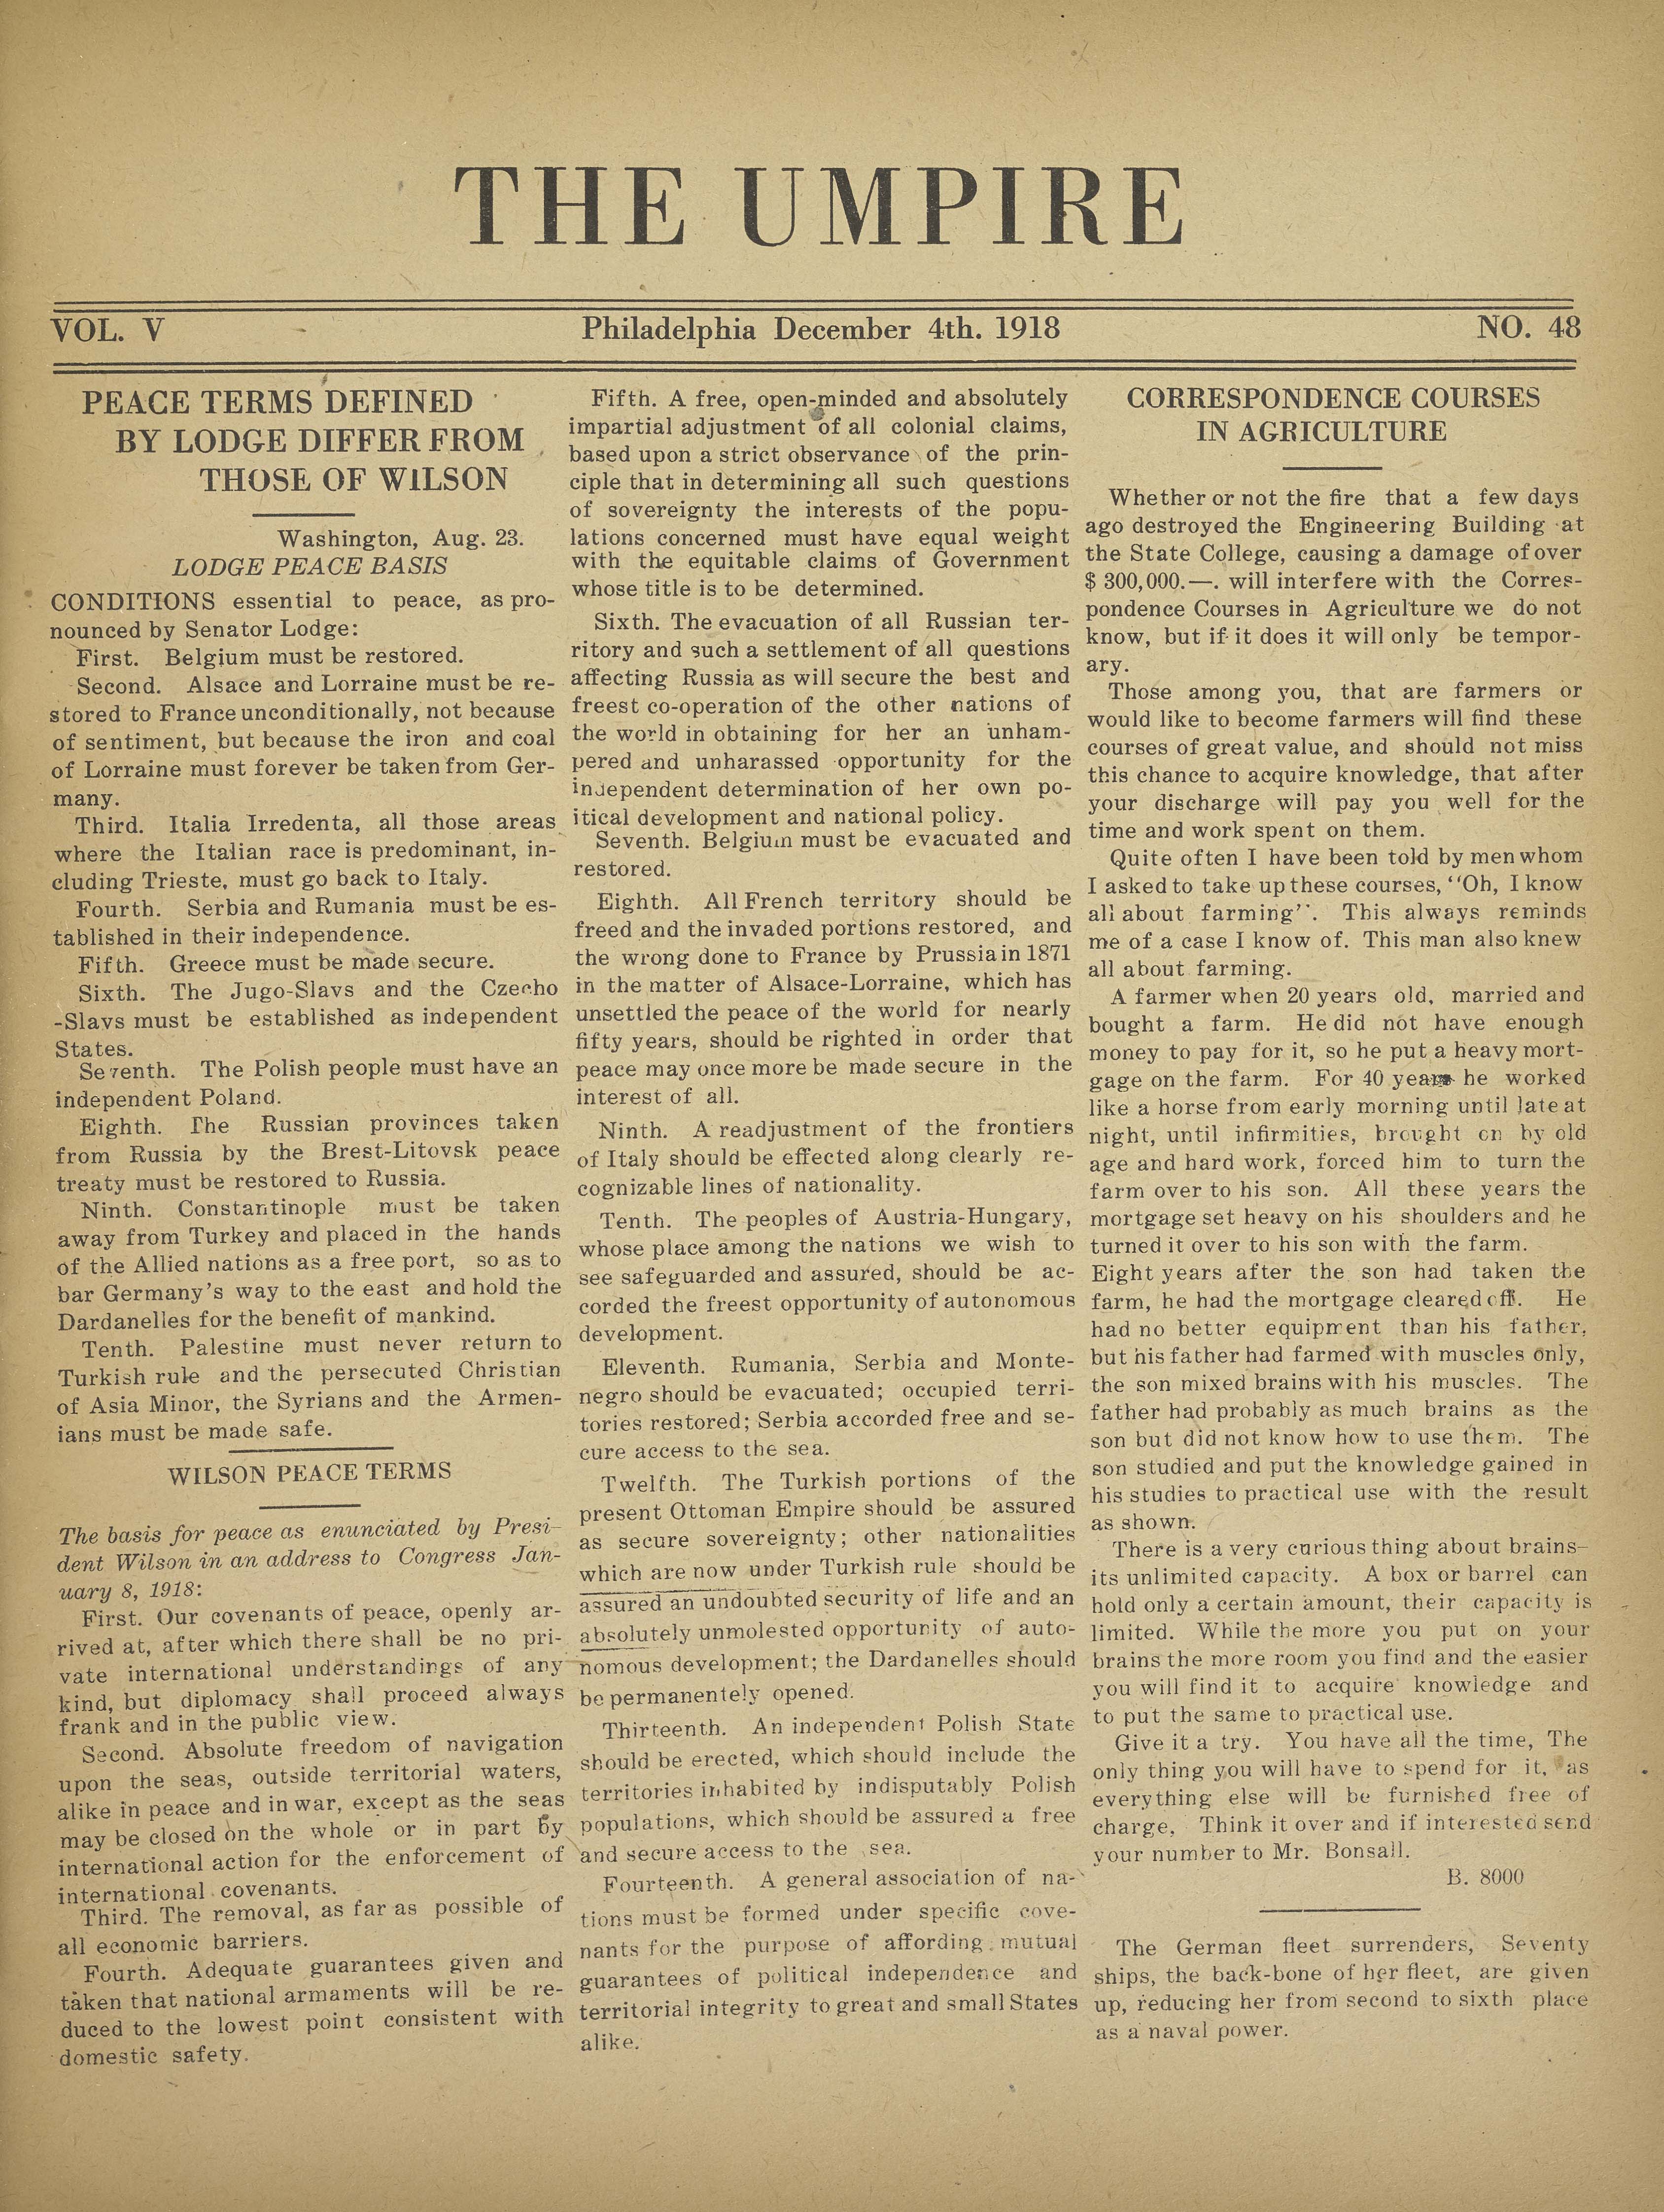 THE UMPIRE
VOL. V Philadelphia December 4th. 1918 NO. 48
PEACE TERMS DEFINED
BY LODGE DIFFER FROM
THOSE OF WILSON
Washington, Aug. 23.
LODGE PEACE BASIS
CONDITIONS essential to peace, as pro-
nounced by Senator Lodge:
First. Belgium must be restored.
Second. Alsace and Lorraine must be re-
stored to France unconditionally, not because
of sentiment, but because the iron and coal
of Lorraine must forever be taken from Ger-
many.
Third. Italia Irredenta, all those areas
where the Italian race is predominant, in-
cluding Trieste, must go back to Italy.
Fourth. Serbia and Rumania must be es-
tablished in their independence.
Fifth. Greece must be made secure.
Sixth. The Jugo-Slavs and the Czecho
-Slavs must be established as independent
States.
Seventh. The Polish people must have an
independent Poland.
Eighth. The Russian provinces taken
from Russia by the Brest-Litovsk peace
treaty must be restored to Russia.
Ninth. Constantinople must be taken
away from Turkey and placed in the hands
of the Allied nations as a free port, so as to
bar Germany's way to the east and hold the
Dardanelles for the benefit of mankind.
Tenth. Palestine must never return to
Turkish rule and the persecuted Christian
of Asia Minor, the Syrians and the Armen-
ians must be made safe.
WILSON PEACE TERMS
The basis for peace as enunciated by Presi-
dent Wilson in an address to Congress Jan-
uary 8, 1918:
First. Our covenants of peace, openly ar-
rived at, after which there shall be no pri-
vate international understandings of any
kind, but diplomacy shall proceed always
frank and in the public view.
Second. Absolute freedom of navigation
upon the seas, outside territorial waters,
alike in peace and in war, except as the seas
may be closed on the whole or in part by
international action for the enforcement of
international covenants.
Third. The removal, as far as possible of
all economic barriers.
Fourth. Adequate guarantees given and
taken that national armaments will be re-
duced to the lowest point consistent with
domestic safety.
Fifth. A free, open-minded and absolutely
impartial adjustment of all colonial claims,
based upon a strict observance of the prin-
ciple that in determining all such questions
of sovereignty the interests of the popu-
lations concerned must have equal weight
with the equitable claims of Government
whose title is to be determined.
Sixth. The evacuation of all Russian ter-
ritory and such a settlement of all questions
affecting Russia as will secure the best and
freest co-operation of the other nations of
the world in obtaining for her an unham-
pered and unharassed opportunity for the
independent determination of her own po-
itical development and national policy.
Seventh. Belgium must be evacuated and
restored.
Eighth. All French territory should be
freed and the invaded portions restored, and
the wrong done to France by Prussia in 1871
in the matter of Alsace-Lorraine, which has
unsettled the peace of the world for nearly
fifty years, should be righted in order that
peace may once more be made secure in the
interest of all.
Ninth. A readjustment of the frontiers
of Italy should be effected along clearly re-
cognizable lines of nationality.
Tenth. The peoples of Austria-Hungary,
whose place among the nations we wish to
see safeguarded and assured, should be ac-
corded the freest opportunity of autonomous
development.
Eleventh. Rumania, Serbia and Monte-
negro should be evacuated; occupied terri-
tories restored; Serbia accorded free and se-
cure access to the sea.
Twelfth. The Turkish portions of the
present Ottoman Empire should be assured
as secure sovereignty; other nationalities
which are now under Turkish rule should be
assured an undoubted security of life and an
absolutely unmolested opportunity of auto-
nomous development; the Dardanelles should
be permanentely opened.
Thirteenth. An independent Polish State
should be erected, which should include the
territories inhabited by indisputably Polish
populations, which should be assured a free
and secure access to the sea.
Fourteenth. A general association of na-
tions must be formed under specific cove-
nants for the purpose of affording mutual
guarantees of political independence and
territorial integrity to great and small States
alike.
CORRESPONDENCE COURSES
IN AGRICULTURE
Whether or not the fire that a few days
ago destroyed the Engineering Building at
the State College, causing a damage of over
$ 300,000.—. will interfere with the Corres-
pondence Courses in Agriculture we do not
know, but if it does it will only be tempor-
ary.
Those among you, that are farmers or
would like to become farmers will find these
courses of great value, and should not miss
this chance to acquire knowledge, that after
your discharge will pay you well for the
time and work spent on them.
Quite often I have been told by men whom
I asked to take up these courses, "Oh, I know
all about farming". This always reminds
me of a case I know of. This man also knew
all about farming.
A farmer when 20 years old, married and
bought a farm. He did not have enough
money to pay for it, so he put a heavy mort-
gage on the farm. For 40 years he worked
like a horse from early morning until late at
night, until infirmities, brought on by old
age and hard work, forced him to turn the
farm over to his son. All these years the
mortgage set heavy on his shoulders and he
turned it over to his son with the farm.
Eight years after the son had taken the
farm, he had the mortgage cleared off. He
had no better equipment than his father,
but his father had farmed with muscles only,
the son mixed brains with his muscles. The
father had probably as much brains as the
son but did not know how to use them. The
son studied and put the knowledge gained in
his studies to practical use with the result
as shown.
There is a very curious thing about brains—
its unlimited capacity. A box or barrel can
hold only a certain amount, their capacity is
limited. While the more you put on your
brains the more room you find and the easier
you will find it to acquire knowledge and
to put the same to practical use.
Give it a try. You have all the time, The
only thing you will have to spend for it, as
everything else will be furnished free of
charge, Think it over and if interested send
your number to Mr. Bonsall.
B. 8000
The German fleet surrenders, Seventy
ships, the back-bone of her fleet, are given
up, reducing her from second to sixth place
as a naval power.